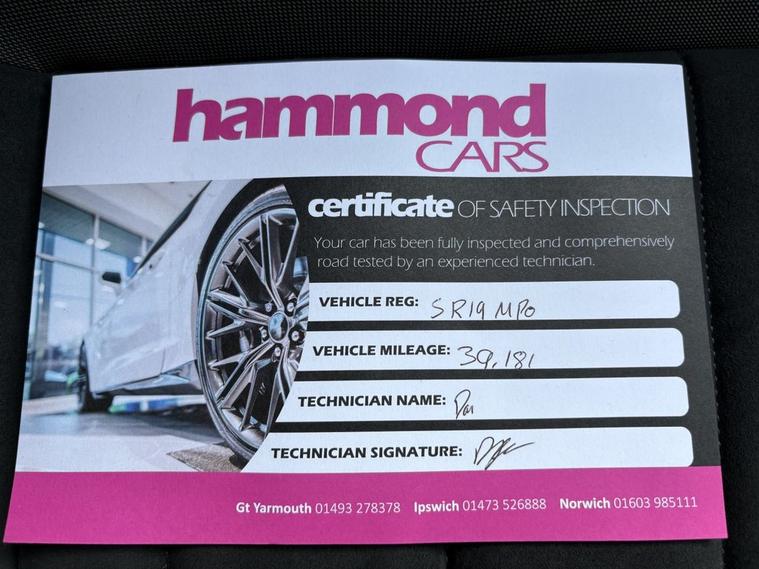 hammond
CARS
certificate OF SAFETY INSPECTION
Your car has been fully inspected and comprehensively
road tested by an experienced technician.
VEHICLE REG: SR19 MPO
VEHICLE MILEAGE: 39,181
TECHNICIAN NAME:
TECHNICIAN SIGNATURE:
Gt Yarmouth 01493 278378 Ipswich 01473 526888 Norwich 01603 985111